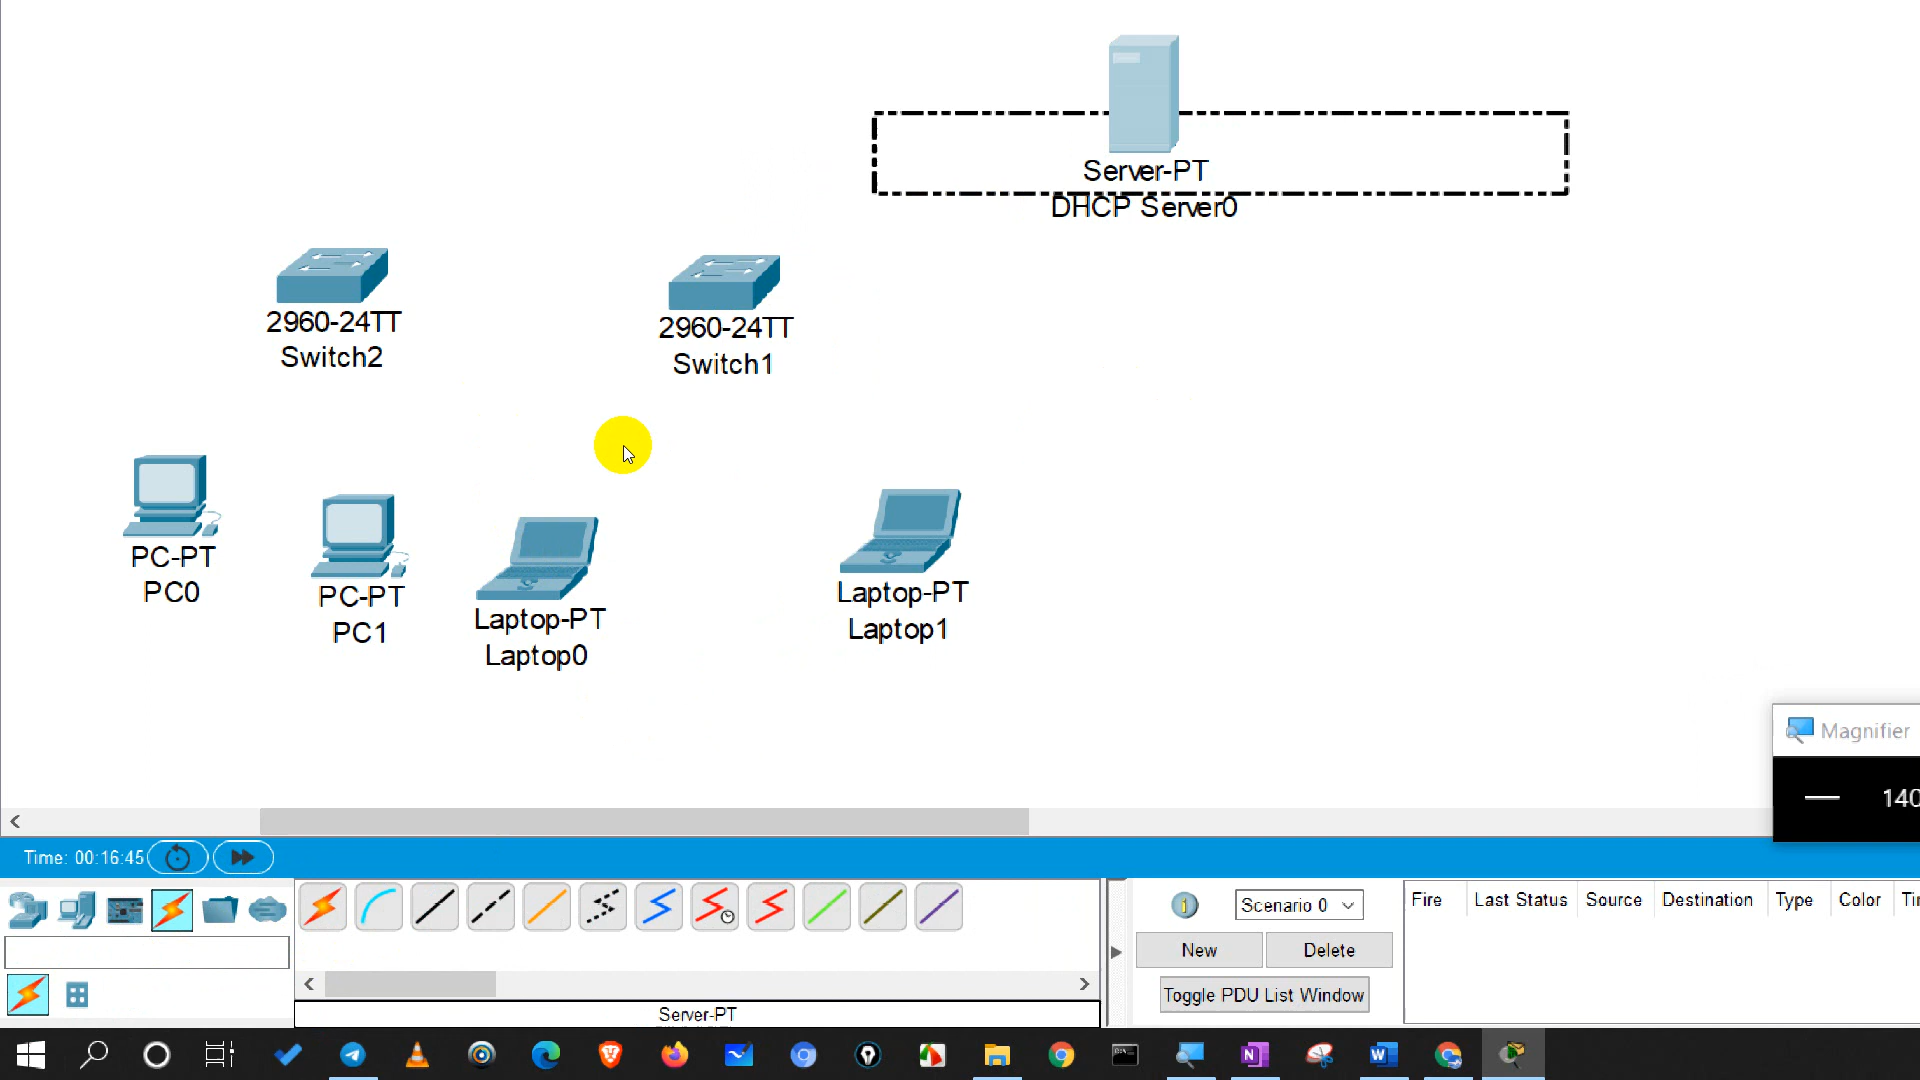 Server-PT
DHCP Server0
2960-24TT
Switch2
2960-24TT
Switch1
PC-PT
PC0
PC-PT
PC1
Laptop-PT
Laptop0
Laptop-PT
Laptop1
Magnifier
140
Time: 00:16:45
Scenario 0
New
Delete
Toggle PDU List Window
Fire Last Status Source Destination Type Color
Server-PT